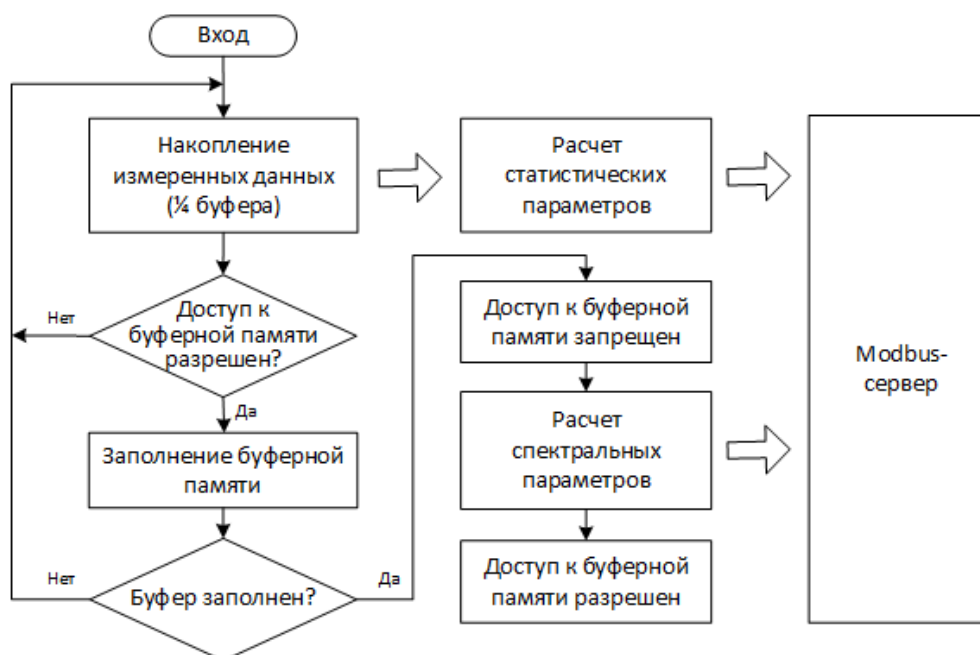 Вход
Накопление
измеренных данных
(¼ буфера)
Расчет
статистических
параметров
Доступ к
буферной памяти
разрешен?
Нет
Да
Заполнение буферной
памяти
Буфер заполнен?
Нет
Да
Доступ к буферной
памяти запрещен
Расчет
спектральных
параметров
Доступ к буферной
памяти разрешен
Modbus-
сервер